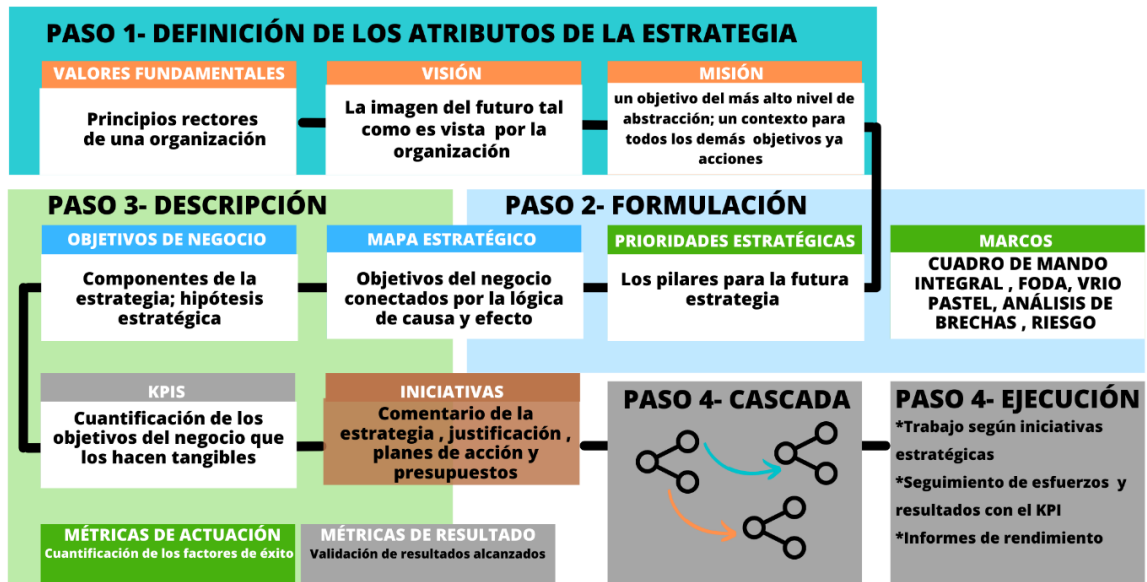 PASO 1- DEFINICIÓN DE LOS ATRIBUTOS DE LA ESTRATEGIA
VALORES FUNDAMENTALES
Principios rectores
de una organización
VISIÓN
La imagen del futuro tal
como es vista por la
organización
MISIÓN
un objetivo del más alto nivel de
abstracción; un contexto para
todos los demás objetivos ya
acciones
PASO 2- FORMULACIÓN
PRIORIDADES ESTRATÉGICAS
Los pilares para la futura
estrategia
MARCOS
CUADRO DE MANDO
INTEGRAL , FODA, VRIO
PASTEL, ANÁLISIS DE
BRECHAS , RIESGO
PASO 3- DESCRIPCIÓN
OBJETIVOS DE NEGOCIO
Componentes de la
estrategia; hipótesis
estratégica
MAPA ESTRATÉGICO
Objetivos del negocio
conectados por la lógica
de causa y efecto
KPIS
Cuantificación de los
objetivos del negocio que
los hacen tangibles
INICIATIVAS
Comentario de la
estrategia , justificación ,
planes de acción y
presupuestos
MÉTRICAS DE ACTUACIÓN
Cuantificación de los factores de éxito
MÉTRICAS DE RESULTADO
Validación de resultados alcanzados
PASO 4- CASCADA
PASO 4- EJECUCIÓN
*Trabajo según iniciativas
estratégicas
*Seguimiento de esfuerzos y
resultados con el KPI
*Informes de rendimiento